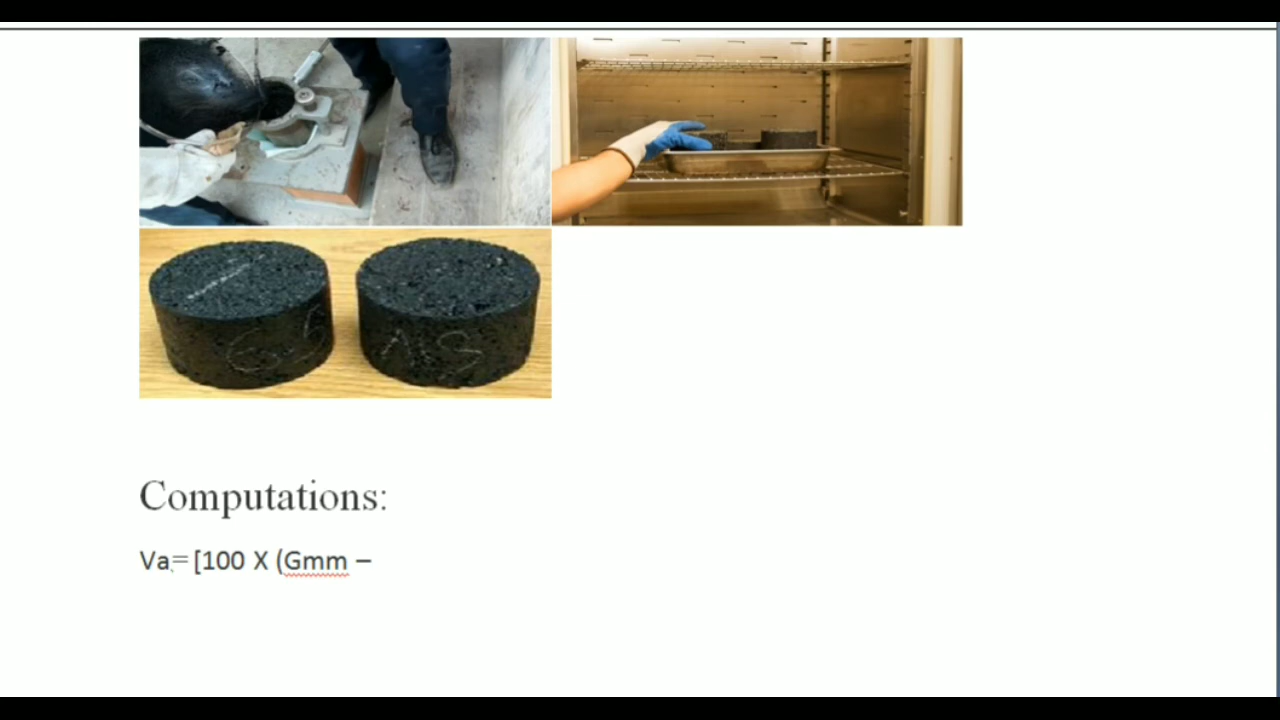 Computations:
Va= [100 X (Gmm –